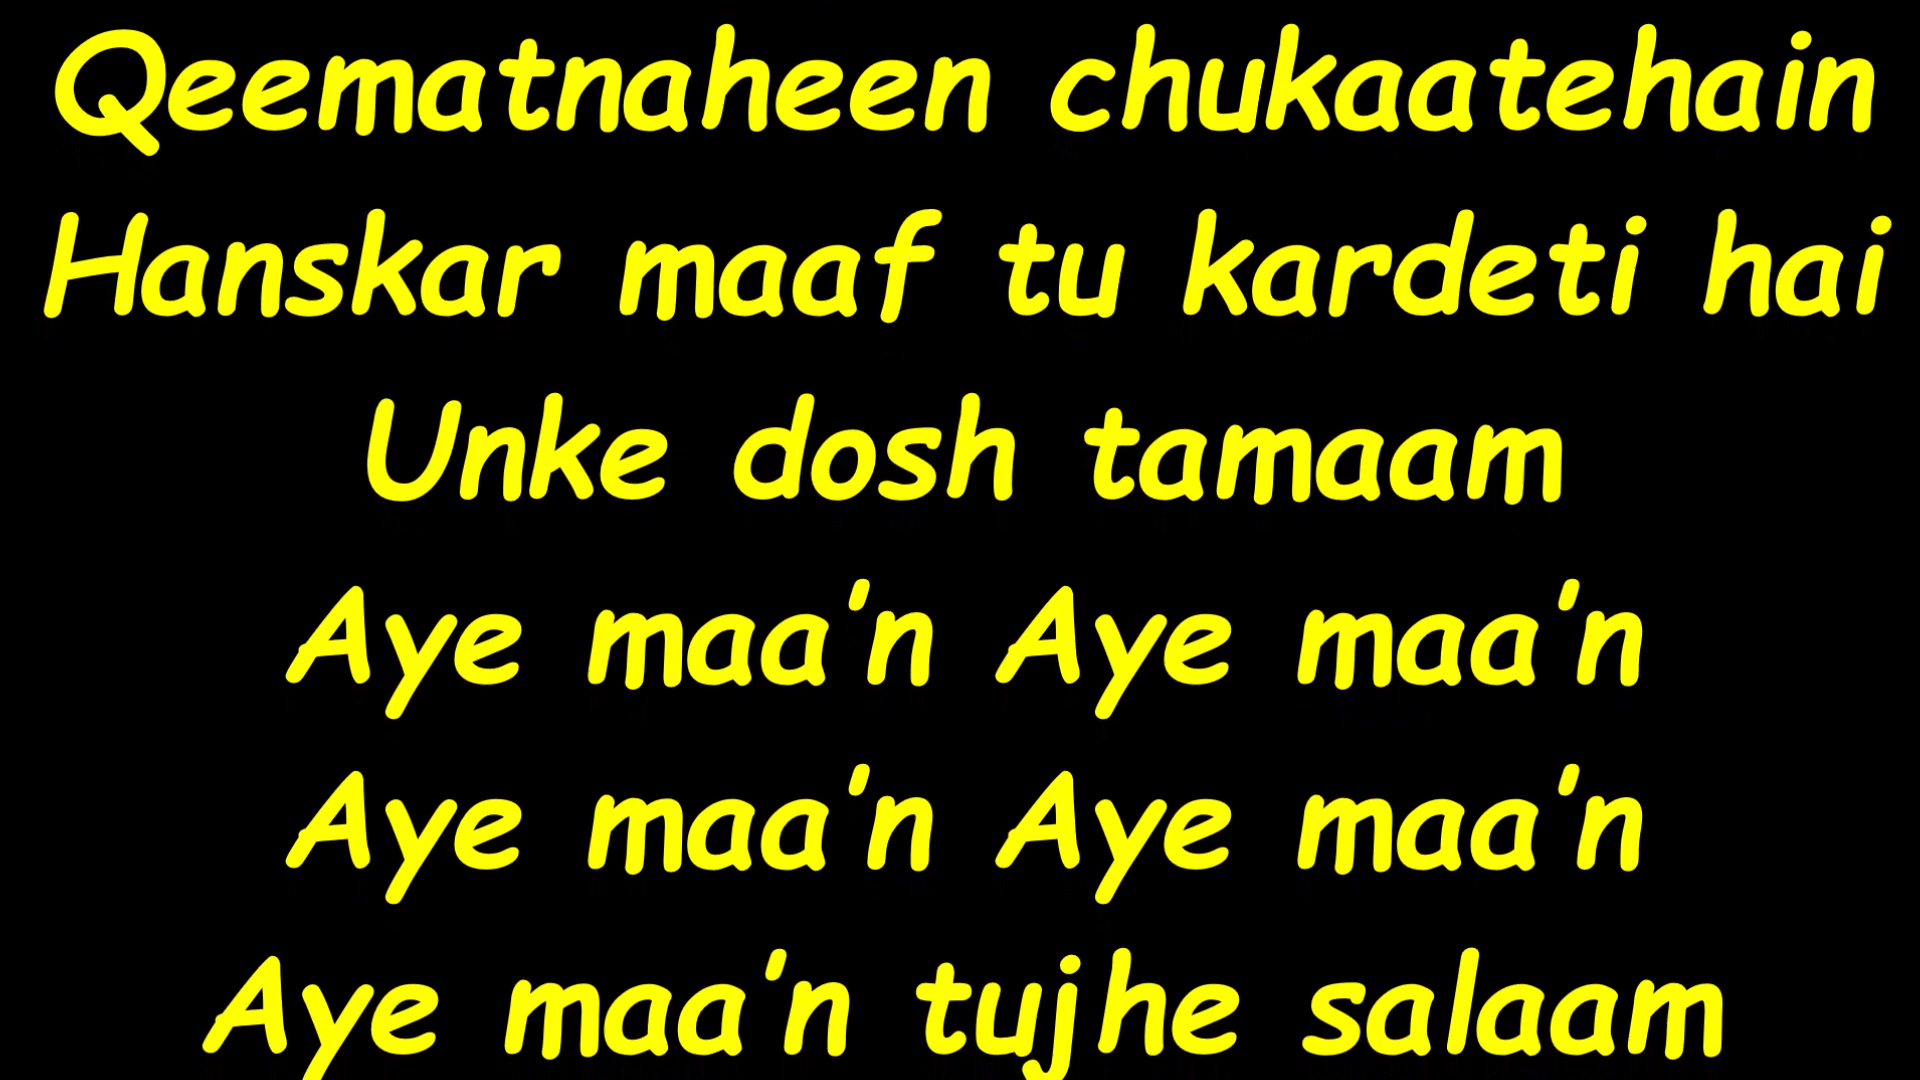 Qeematnaheen chukaatehain
Hanskar maaf tu kardeti hai
Unke dosh tamaam
Aye maa'n Aye maa'n
Aye maa'n Aye maa'n
Aye maa'n tujhe salaam